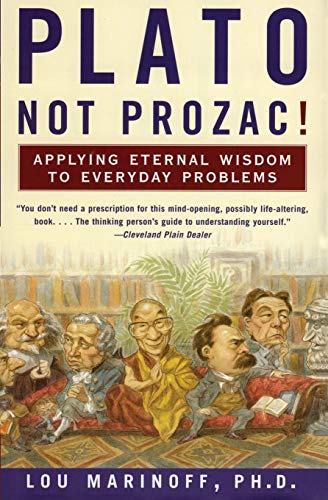 PLATO
NOT PROZAC!
APPLYING ETERNAL WISDOM
TO EVERYDAY PROBLEMS
"You don't need a prescription for this mind-opening, possibly life-altering,
book. . . . The thinking person's guide to understanding yourself."
—Cleveland Plain Dealer
LOU MARINOFF, PH.D.